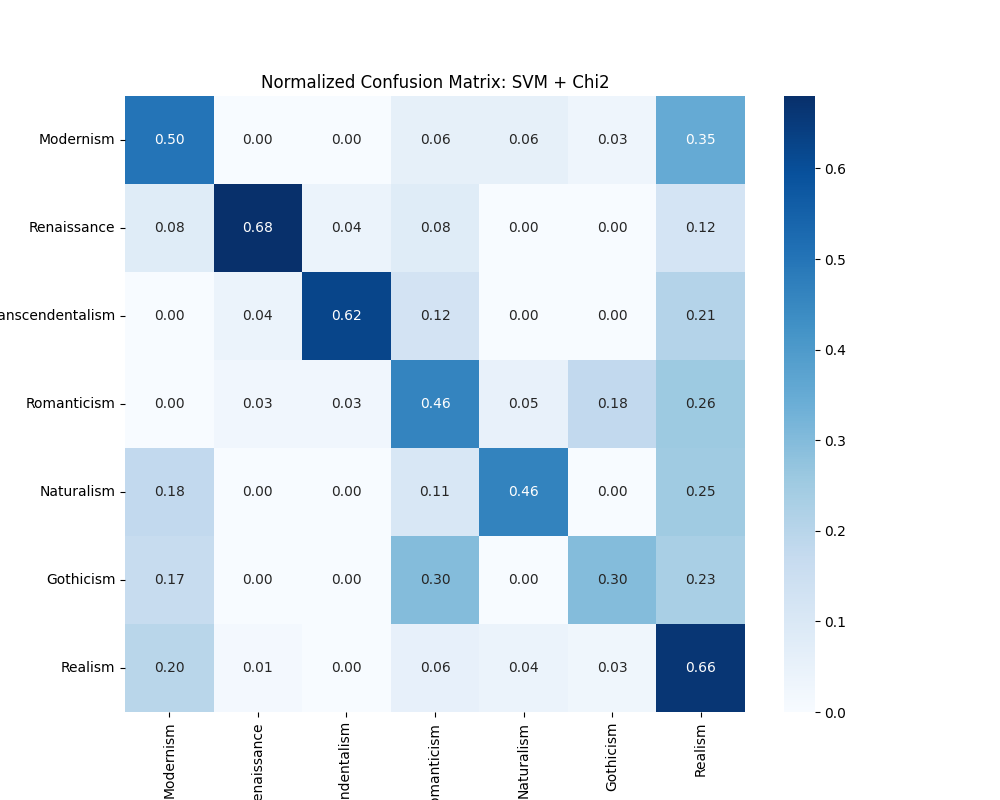 Normalized Confusion Matrix: SVM + Chi2
Modernism 0.50 0.00 0.00 0.06 0.06 0.03 0.35
Renaissance 0.08 0.68 0.04 0.08 0.00 0.00 0.12
anscendentalism 0.00 0.04 0.62 0.12 0.00 0.00 0.21
Romanticism 0.00 0.03 0.03 0.46 0.05 0.18 0.26
Naturalism 0.18 0.00 0.00 0.11 0.46 0.00 0.25
Gothicism 0.17 0.00 0.00 0.30 0.00 0.30 0.23
Realism 0.20 0.01 0.00 0.06 0.04 0.03 0.66
Modernism
enaissance
ndentalism
omanticism
Naturalism
Gothicism
Realism
0.6
0.5
0.4
0.3
0.2
0.1
0.0